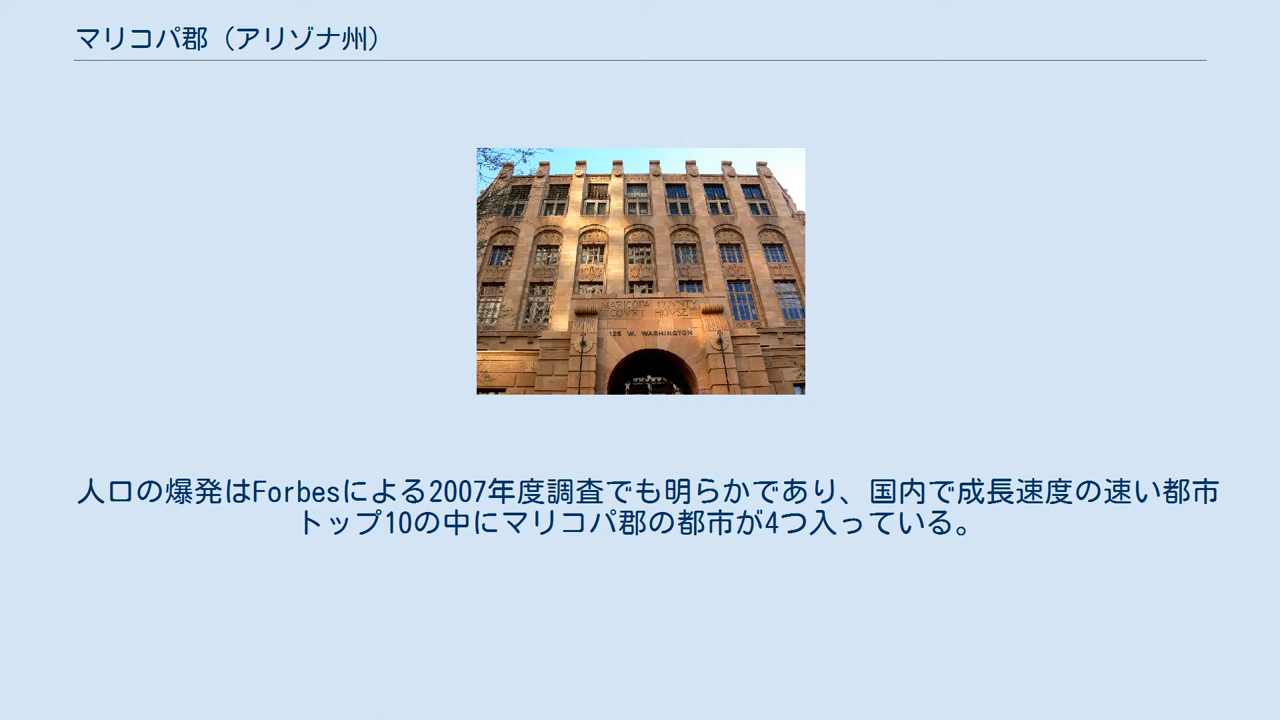 マリコパ郡（アリゾナ州）
MARICOPA COUNTY
COURT HOUSE
125 W. WASHINGTON
人口の爆発はForbesによる2007年度調査でも明らかであり、国内で成長速度の速い都市
トップ10の中にマリコパ郡の都市が4つ入っている。